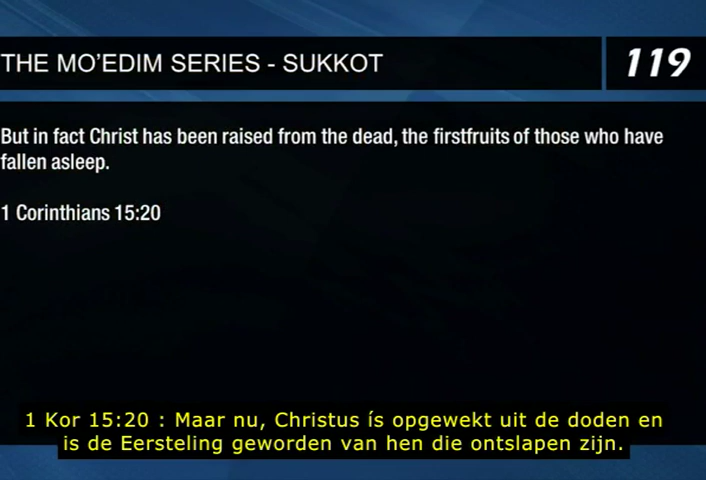 THE MO'EDIM SERIES - SUKKOT
119
But in fact Christ has been raised from the dead, the firstfruits of those who have
fallen asleep.
1 Corinthians 15:20
1 Kor 15:20 : Maar nu, Christus ís opgewekt uit de doden en
is de Eersteling geworden van hen die ontslapen zijn.